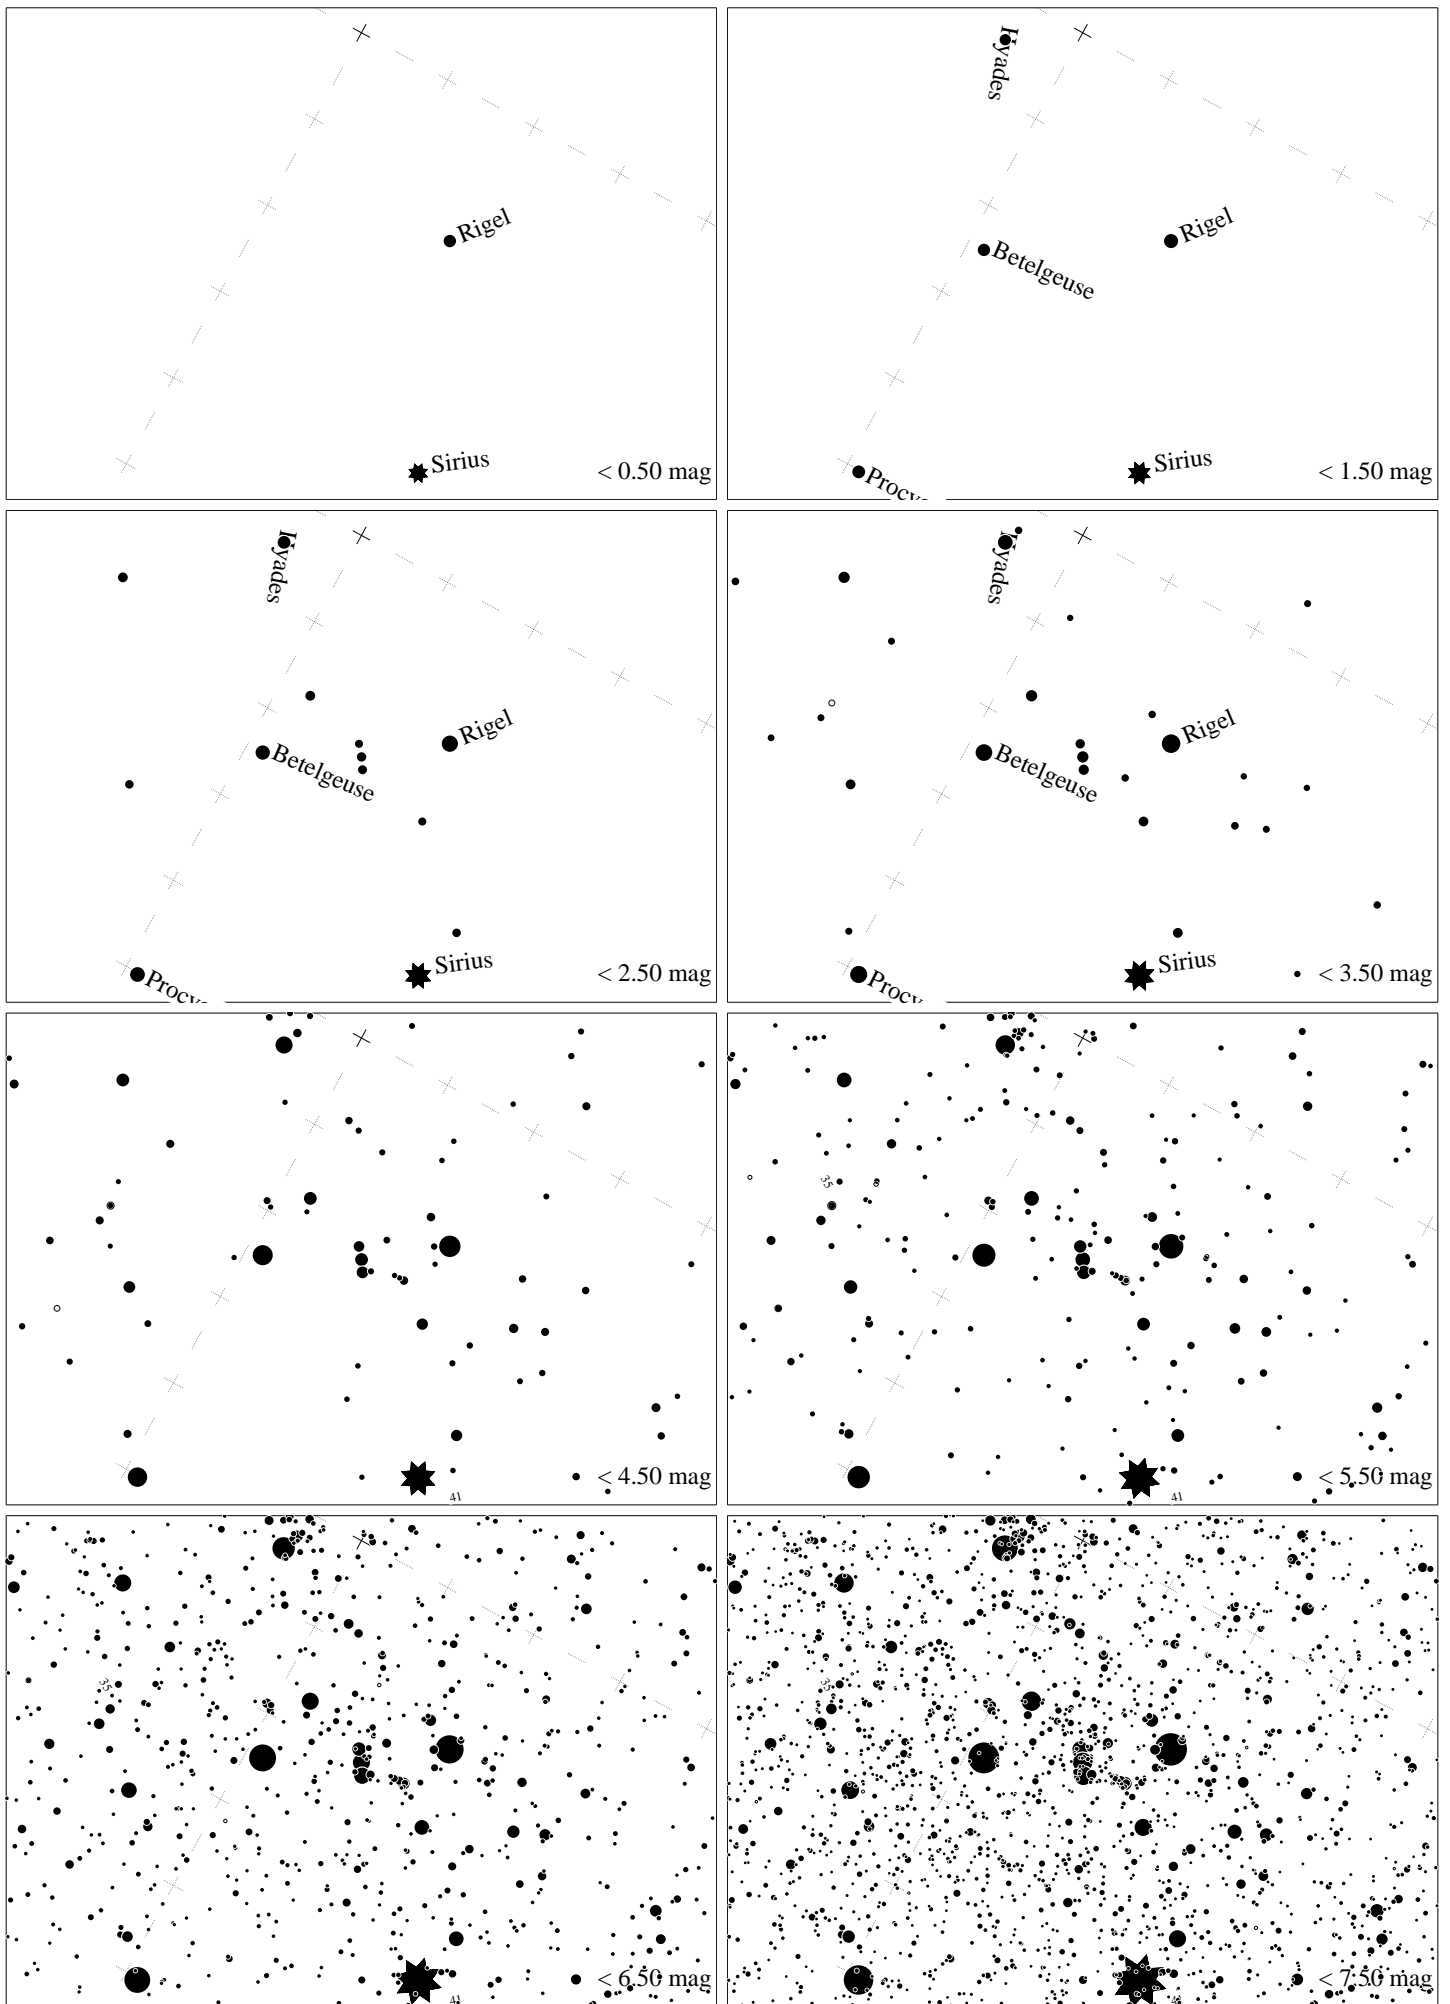 Rigel
Sirius
< 0.50 mag
Hyades
Rigel
Betelgeuse
Sirius
< 1.50 mag
Hyades
Rigel
Betelgeuse
Sirius
< 2.50 mag
Hyades
Rigel
Betelgeuse
Sirius
< 3.50 mag
< 4.50 mag
41
35
< 5.50 mag
41
35
< 6.50 mag
41
35
< 7.50 mag